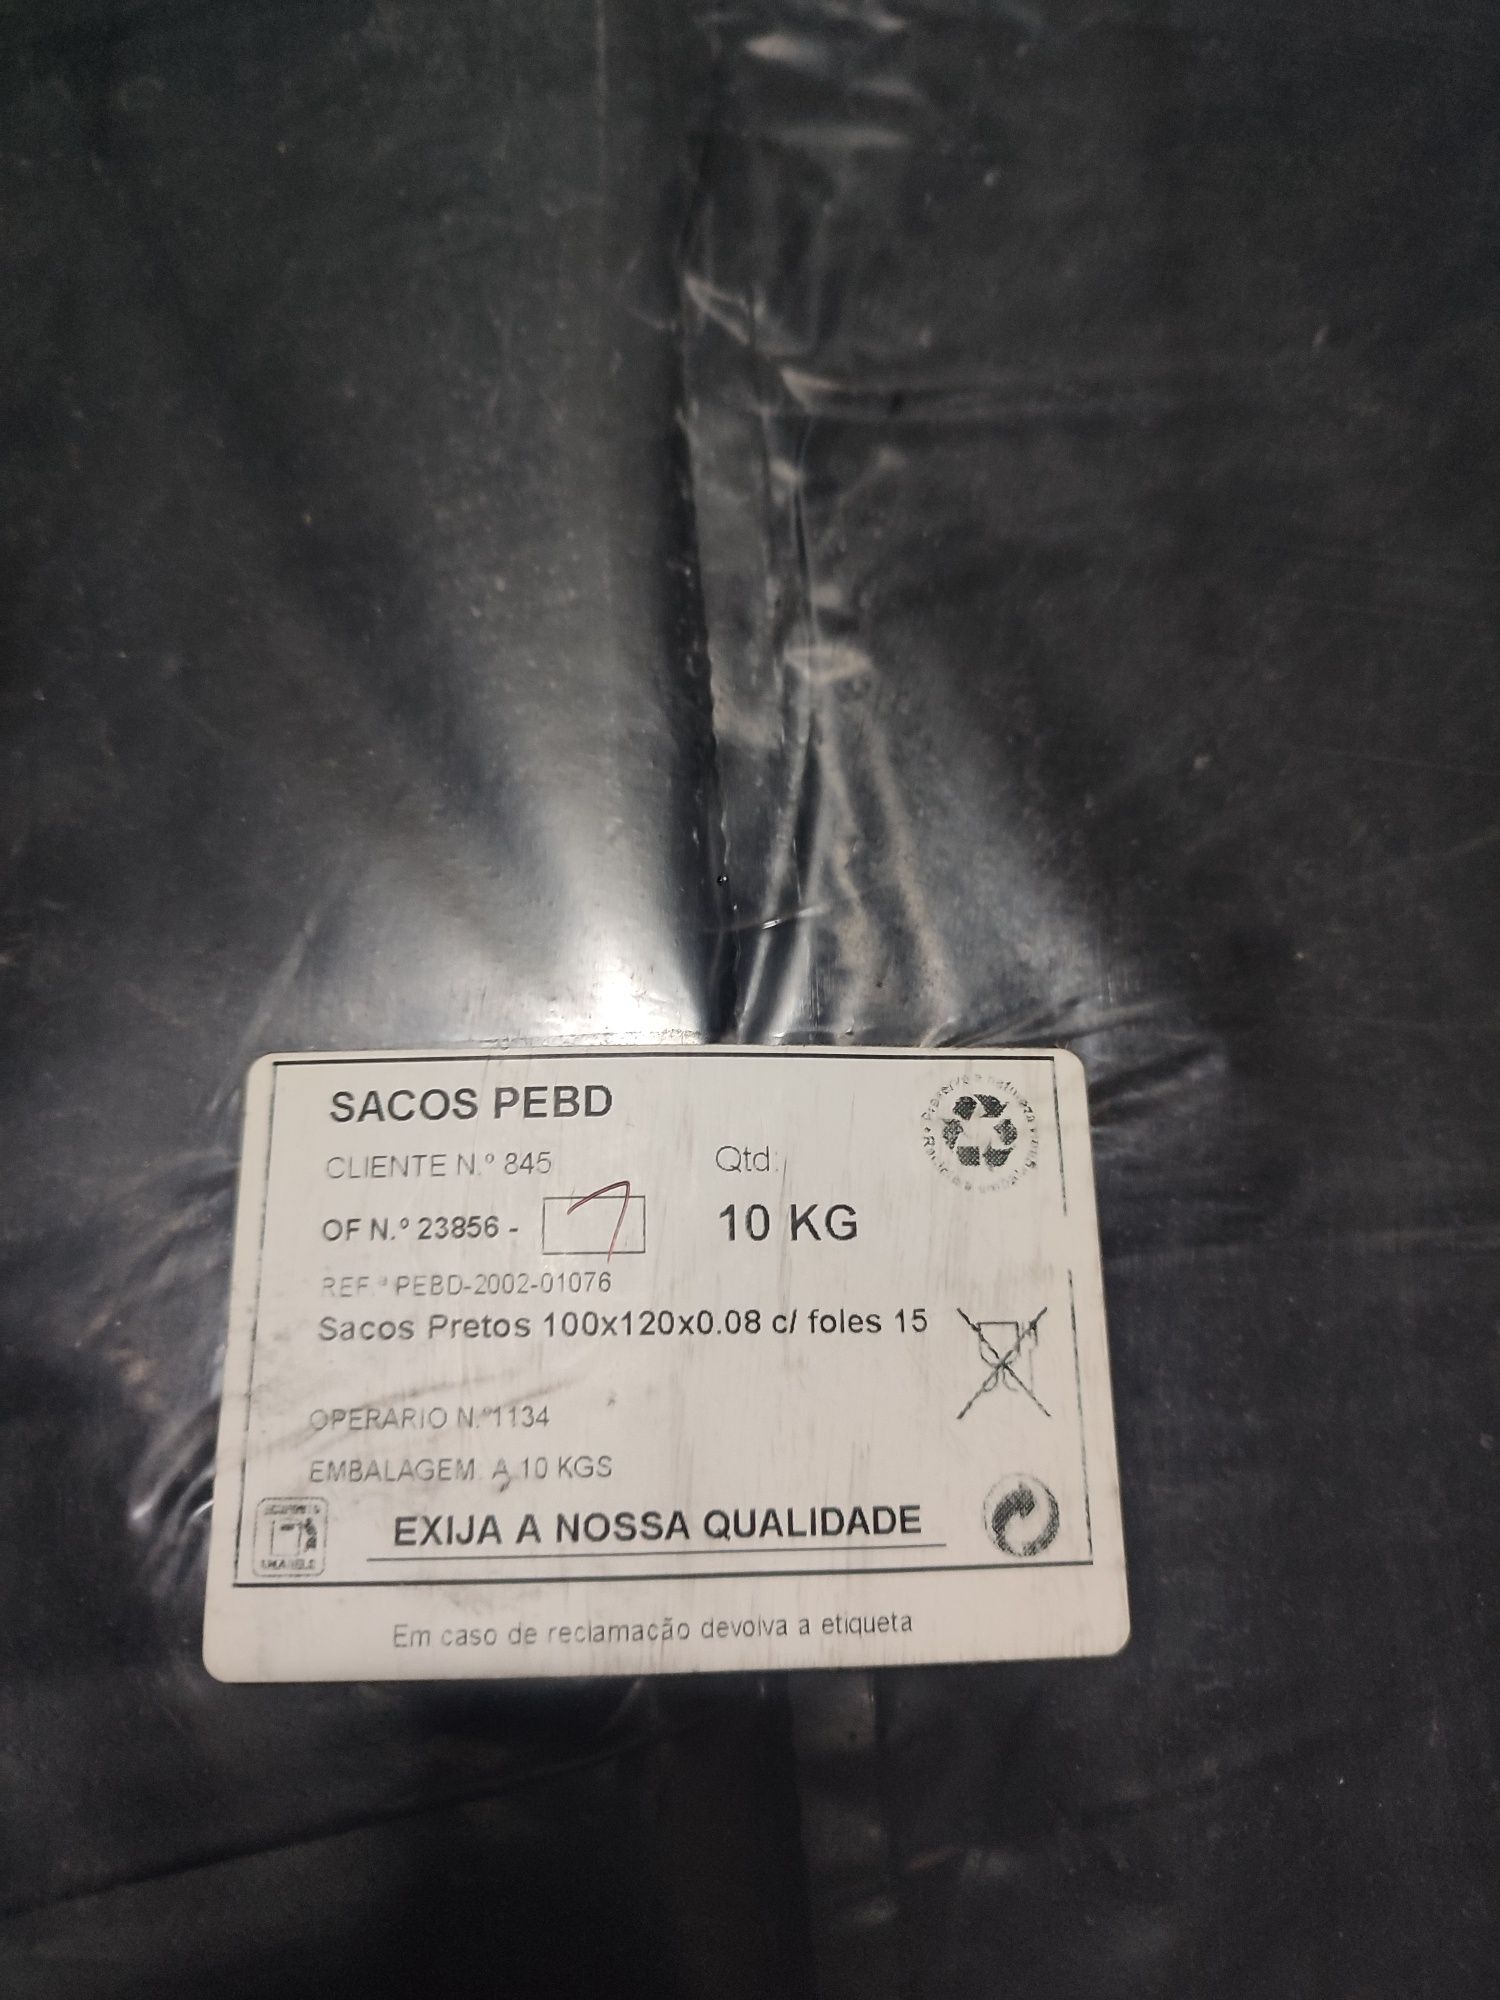 SACOS PEBD
CLIENTE N.º 845
Qtd:
OF N.º 23856 - 7
10 KG
REF.ª PEBD-2002-01076
Sacos Pretos 100x120x0.08 c/ foles 15
OPERARIO N.º1134
EMBALAGEM A 10 KGS
EXIJA A NOSSA QUALIDADE
Em caso de reclamação devolva a etiqueta